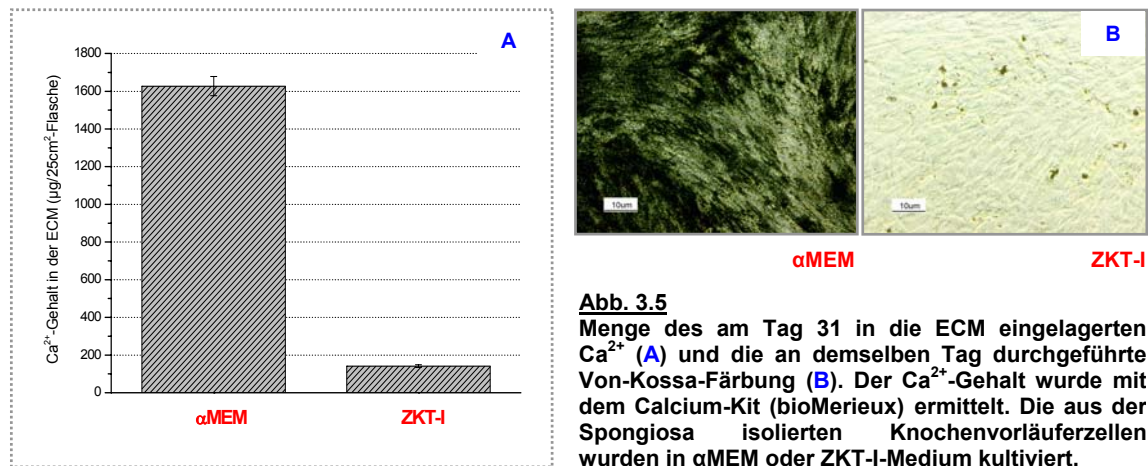 A
Ca²⁺-Gehalt in der ECM (µg/25cm²-Flasche)
1800
1600
1400
1200
1000
800
600
400
200
0
αMEM
ZKT-I
B
10um
10um
αMEM
ZKT-I
Abb. 3.5
Menge des am Tag 31 in die ECM eingelagerten
Ca²⁺ (A) und die an demselben Tag durchgeführte
Von-Kossa-Färbung (B). Der Ca²⁺-Gehalt wurde mit
dem Calcium-Kit (bioMerieux) ermittelt. Die aus der
Spongiosa isolierten Knochenvorläuferzellen
wurden in αMEM oder ZKT-I-Medium kultiviert.